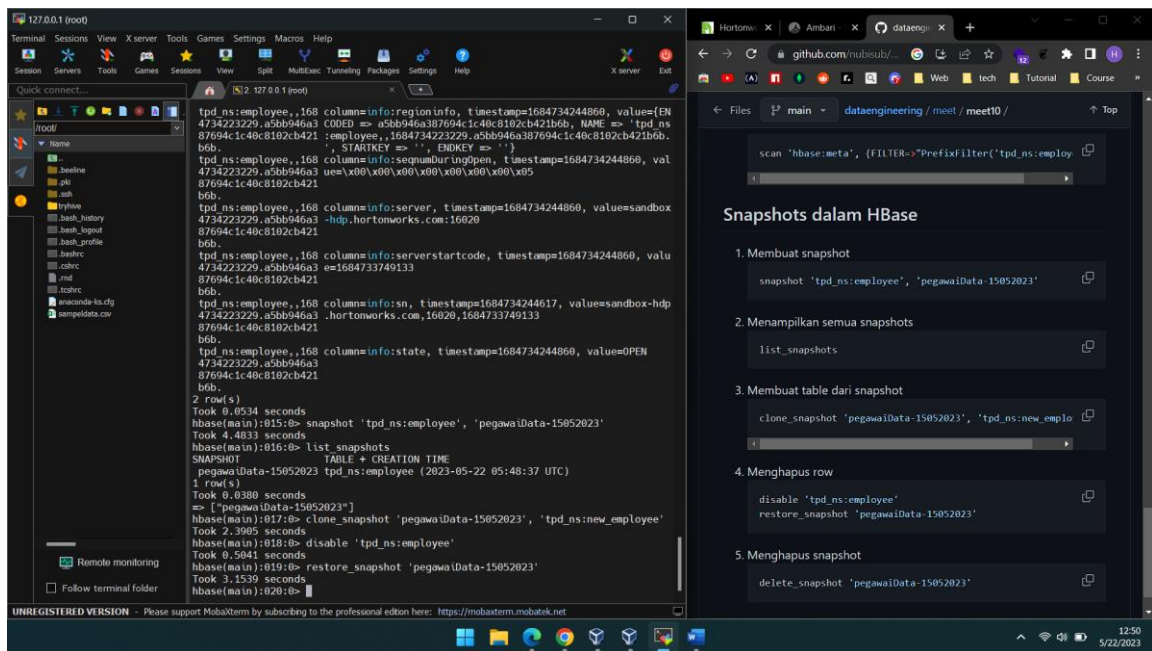 127.0.0.1 (root)
Terminal Sessions View X server Tools Games Settings Macros Help
Session Servers Tools Games Sessions View Split MultiExec Tunneling Packages Settings Help X server Exit
Quick connect...
2. 127.0.0.1 (root)
/root/
Name
..
.beeline
.pki
.ssh
tryhive
.bash_history
.bash_logout
.bash_profile
.bashrc
.cshrc
.rnd
.tcshrc
anaconda-ks.cfg
sampeldata.csv
Remote monitoring
Follow terminal folder
tpd_ns:employee,,168 column=info:regioninfo, timestamp=1684734244860, value={EN
4734223229.a5bb946a3 CODED => a5bb946a387694c1c40c8102cb421b6b, NAME => 'tpd_ns
87694c1c40c8102cb421 :employee,,1684734223229.a5bb946a387694c1c40c8102cb421b6b.
b6b. ', STARTKEY => '', ENDKEY => ''}
tpd_ns:employee,,168 column=info:seqnumDuringOpen, timestamp=1684734244860, val
4734223229.a5bb946a3 ue=\x00\x00\x00\x00\x00\x00\x00\x05
87694c1c40c8102cb421
b6b.
tpd_ns:employee,,168 column=info:server, timestamp=1684734244860, value=sandbox
4734223229.a5bb946a3 -hdp.hortonworks.com:16020
87694c1c40c8102cb421
b6b.
tpd_ns:employee,,168 column=info:serverstartcode, timestamp=1684734244860, valu
4734223229.a5bb946a3 e=1684733749133
87694c1c40c8102cb421
b6b.
tpd_ns:employee,,168 column=info:sn, timestamp=1684734244617, value=sandbox-hdp
4734223229.a5bb946a3 .hortonworks.com,16020,1684733749133
87694c1c40c8102cb421
b6b.
tpd_ns:employee,,168 column=info:state, timestamp=1684734244860, value=OPEN
4734223229.a5bb946a3
87694c1c40c8102cb421
b6b.
2 row(s)
Took 0.0534 seconds
hbase(main):015:0> snapshot 'tpd_ns:employee', 'pegawaiData-15052023'
Took 4.4833 seconds
hbase(main):016:0> list_snapshots
SNAPSHOT TABLE + CREATION TIME
pegawaiData-15052023 tpd_ns:employee (2023-05-22 05:48:37 UTC)
1 row(s)
Took 0.0380 seconds
=> ["pegawaiData-15052023"]
hbase(main):017:0> clone_snapshot 'pegawaiData-15052023', 'tpd_ns:new_employee'
Took 2.3905 seconds
hbase(main):018:0> disable 'tpd_ns:employee'
Took 0.5041 seconds
hbase(main):019:0> restore_snapshot 'pegawaiData-15052023'
Took 3.1539 seconds
hbase(main):020:0>
UNREGISTERED VERSION - Please support MobaXterm by subscribing to the professional edition here: https://mobaxterm.mobatek.net
Hortonw Ambari - dataengi
github.com/nubisub/... 12 H
Web tech Tutorial Course »
Files main dataengineering / meet / meet10 / Top
scan 'hbase:meta', {FILTER=>"PrefixFilter('tpd_ns:employ
Snapshots dalam HBase
1. Membuat snapshot
snapshot 'tpd_ns:employee', 'pegawaiData-15052023'
2. Menampilkan semua snapshots
list_snapshots
3. Membuat table dari snapshot
clone_snapshot 'pegawaiData-15052023', 'tpd_ns:new_emplo
4. Menghapus row
disable 'tpd_ns:employee'
restore_snapshot 'pegawaiData-15052023'
5. Menghapus snapshot
delete_snapshot 'pegawaiData-15052023'
12:50
5/22/2023